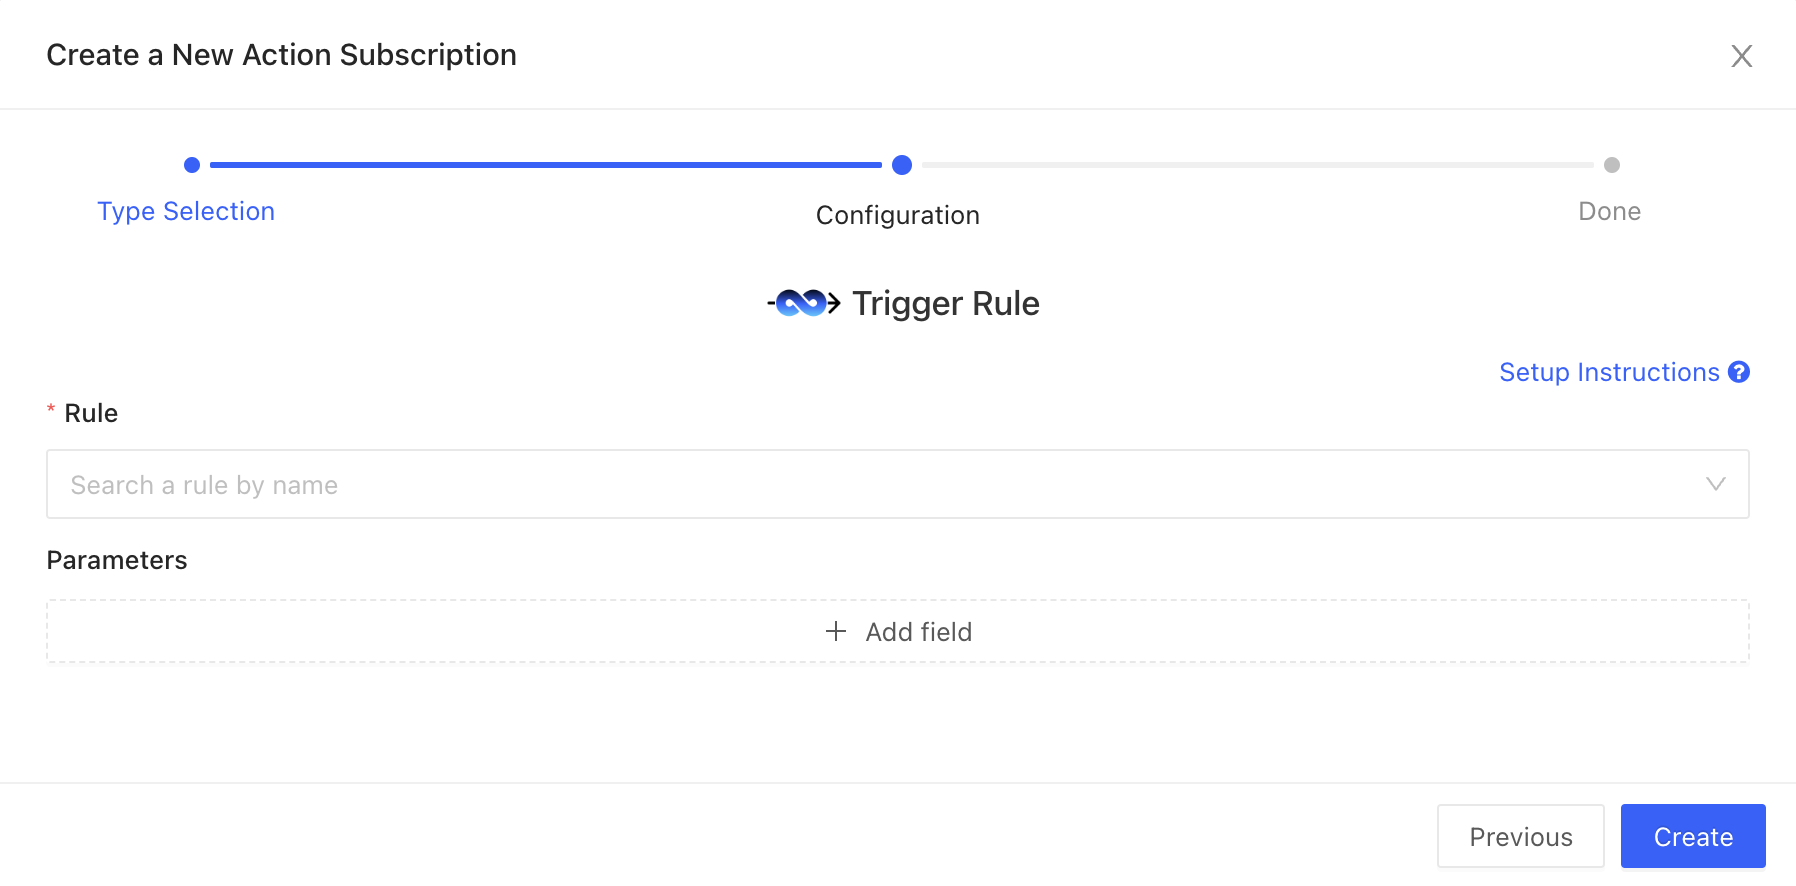 Create a New Action Subscription
Type Selection
Configuration
Done
Trigger Rule
Setup Instructions ?
* Rule
Search a rule by name
Parameters
+ Add field
Previous
Create